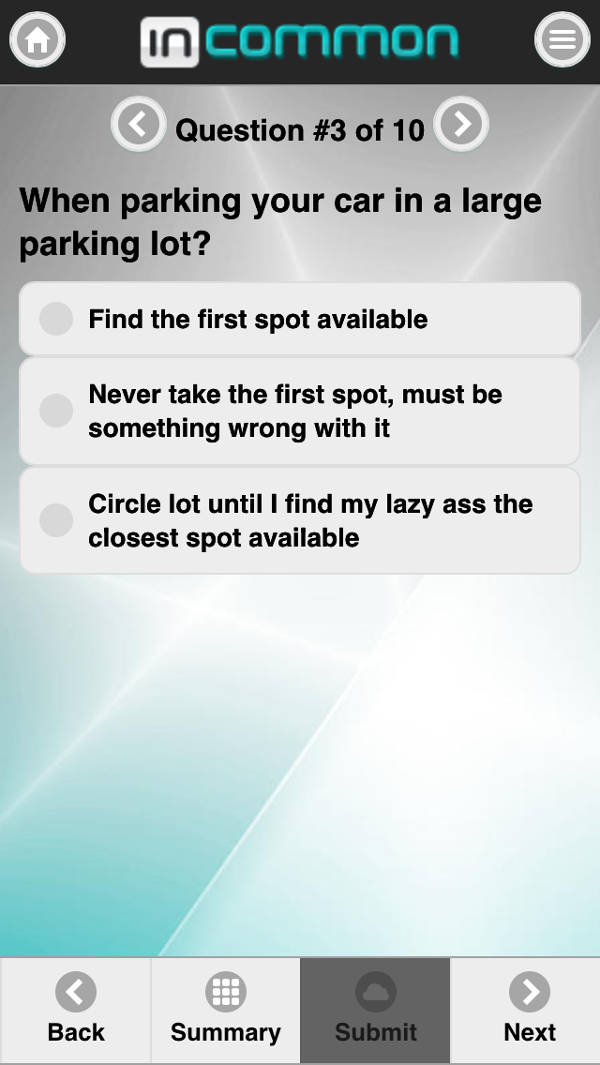 incommon
Question #3 of 10
When parking your car in a large
parking lot?
Find the first spot available
Never take the first spot, must be
something wrong with it
Circle lot until I find my lazy ass the
closest spot available
Back Summary Submit Next